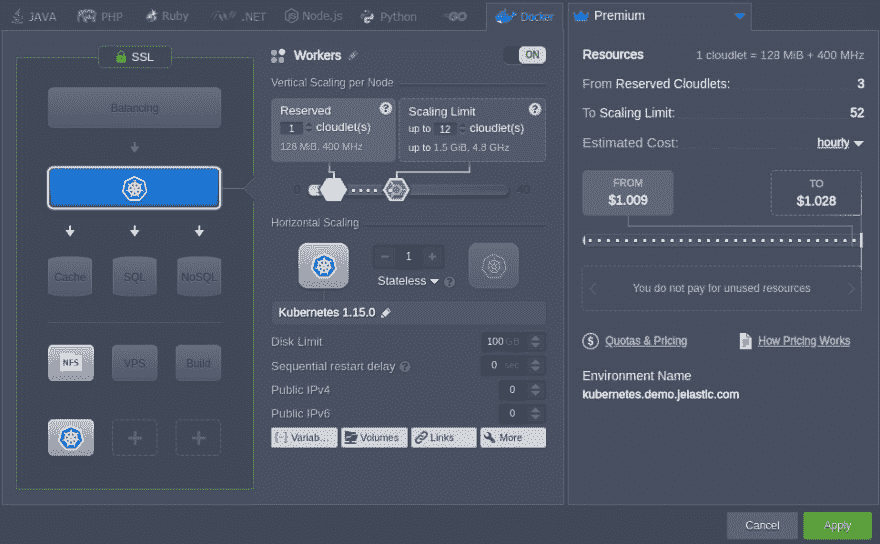 JAVA PHP Ruby .NET Node.js Python GO Docker
Premium
SSL
Balancing
Cache SQL NoSQL
NFS VPS Build
Workers
ON
Vertical Scaling per Node
Reserved
1 cloudlet(s)
128 MiB, 400 MHz
Scaling Limit
up to 12 cloudlet(s)
up to 1.5 GiB, 4.8 GHz
0 40
Horizontal Scaling
1
Stateless
Kubernetes 1.15.0
Disk Limit 100 GB
Sequential restart delay 0 sec
Public IPv4 0
Public IPv6 0
Variab... Volumes Links More
Resources 1 cloudlet = 128 MiB + 400 MHz
From Reserved Cloudlets: 3
To Scaling Limit: 52
Estimated Cost: hourly
FROM
$1.009
TO
$1.028
You do not pay for unused resources
Quotas & Pricing How Pricing Works
Environment Name
kubernetes.demo.jelastic.com
Cancel Apply